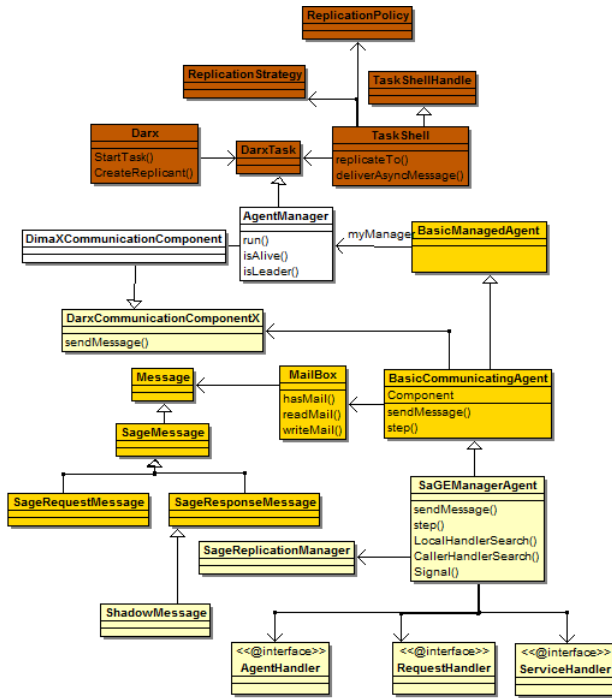 ReplicationPolicy
ReplicationStrategy
TaskShellHandle
Darx
StartTask()
CreateReplicant()
DarxTask
TaskShell
replicateTo()
deliverAsyncMessage()
DimaXCommunicationComponent
AgentManager
run()
isAlive()
isLeader()
myManager
BasicManagedAgent
DarxCommunicationComponentX
sendMessage()
Message
MailBox
hasMail()
readMail()
writeMail()
BasicCommunicatingAgent
Component
sendMessage()
step()
SageMessage
SageRequestMessage
SageResponseMessage
SaGEManagerAgent
sendMessage()
step()
LocalHandlerSearch()
CallerHandlerSearch()
Signal()
SageReplicationManager
ShadowMessage
<<@interface>>
AgentHandler
<<@interface>>
RequestHandler
<<@interface>>
ServiceHandler